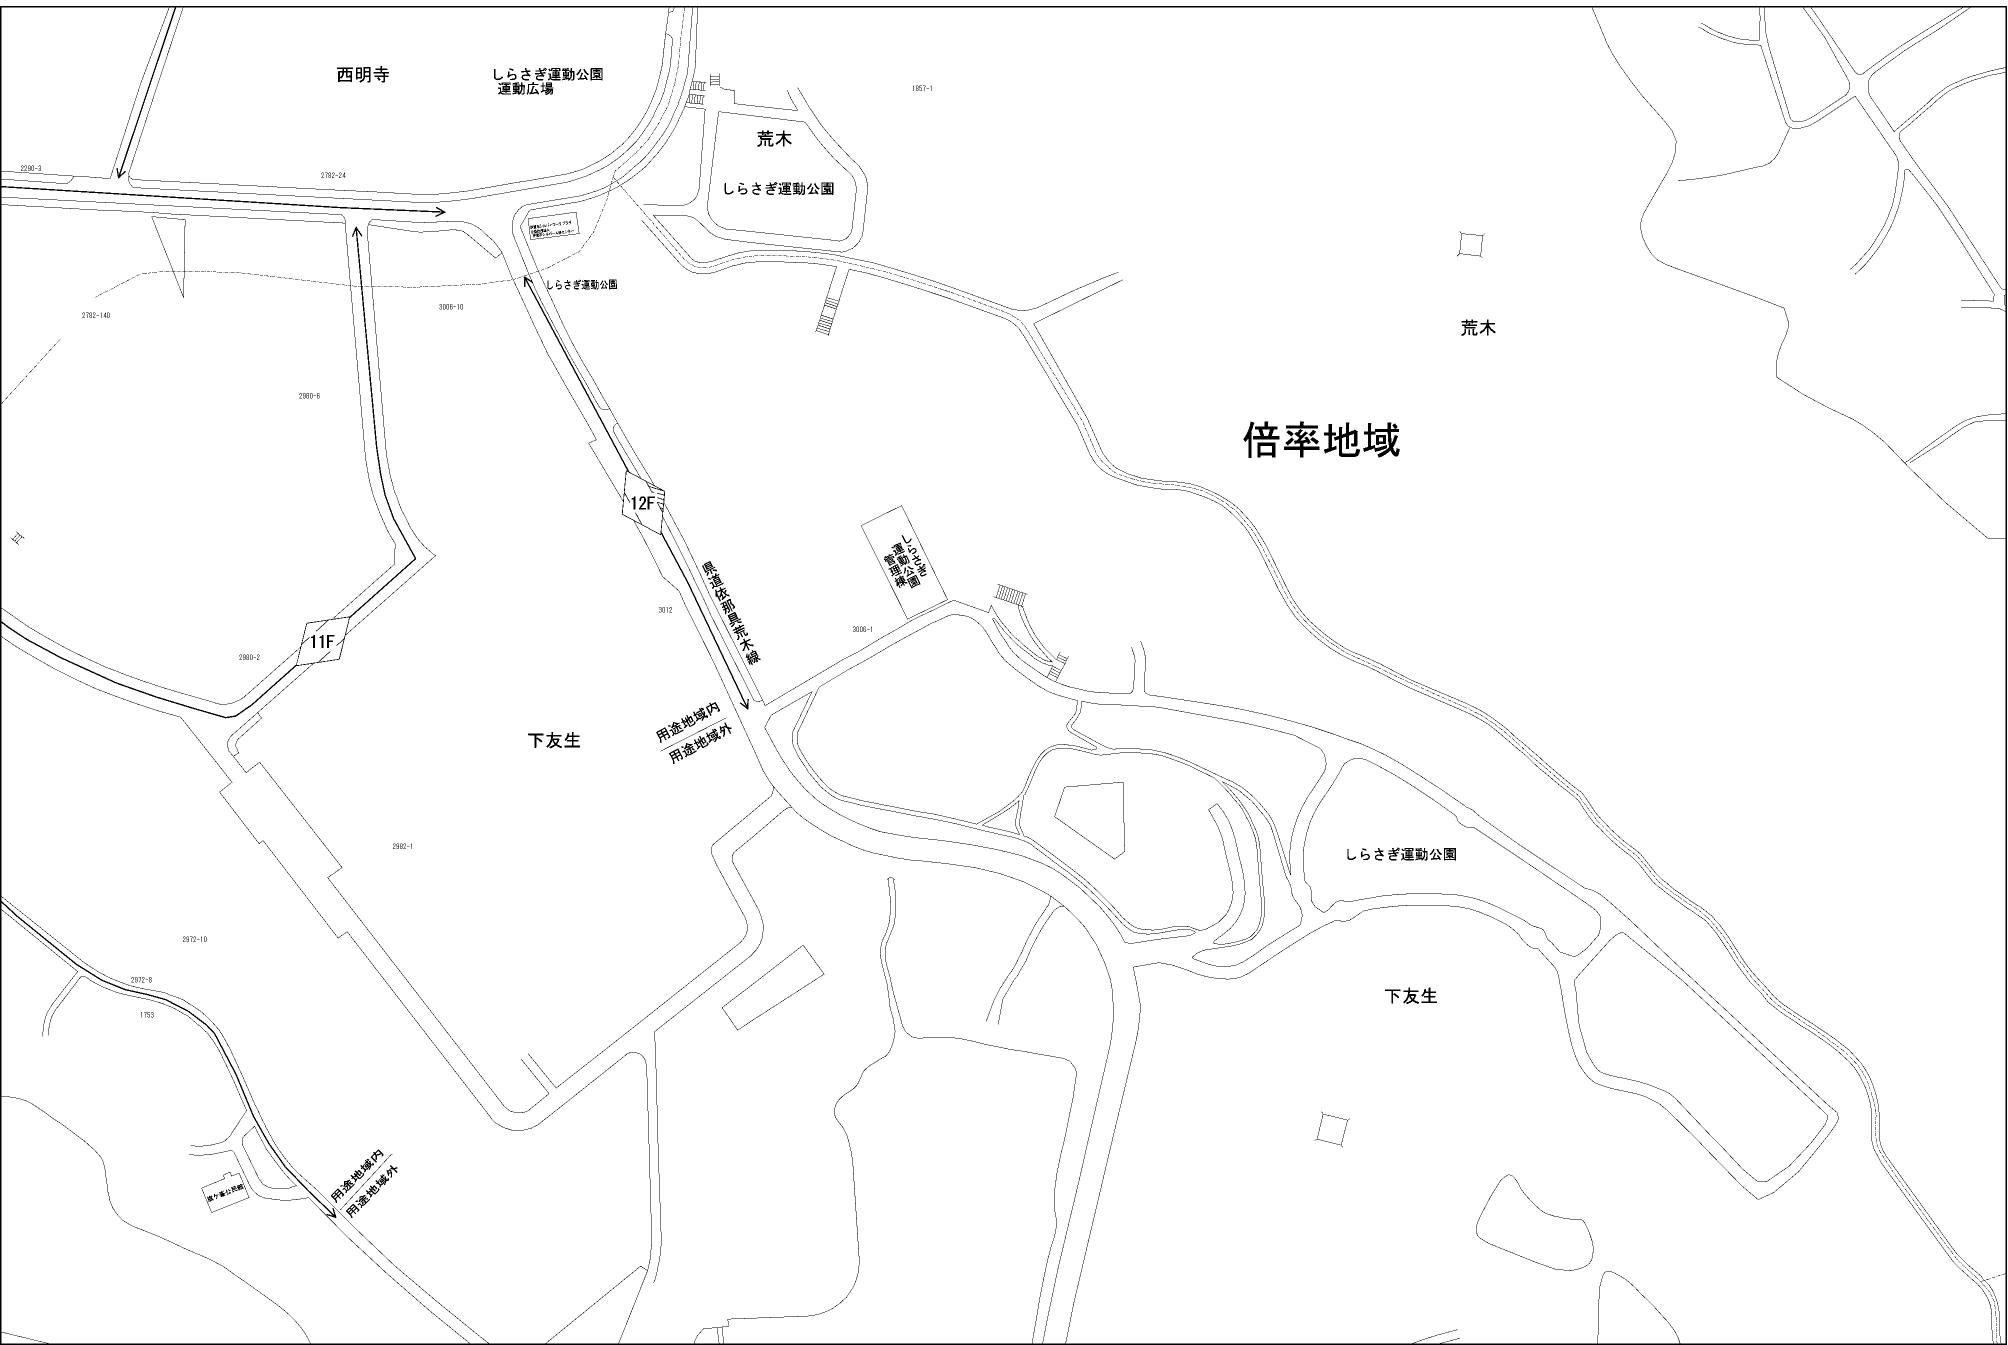 西明寺
しらさぎ運動公園
運動広場
1857-1
荒木
2290-3
2782-24
しらさぎ運動公園
しらさぎ運動公園
2782-140
3006-10
荒木
2980-6
倍率地域
12F
県道依那具荒木線
しらさぎ
運動公園
管理棟
3012
3006-1
11F
2980-2
用途地域内
用途地域外
下友生
2982-1
しらさぎ運動公園
2972-10
2972-8
下友生
1753
用途地域内
用途地域外